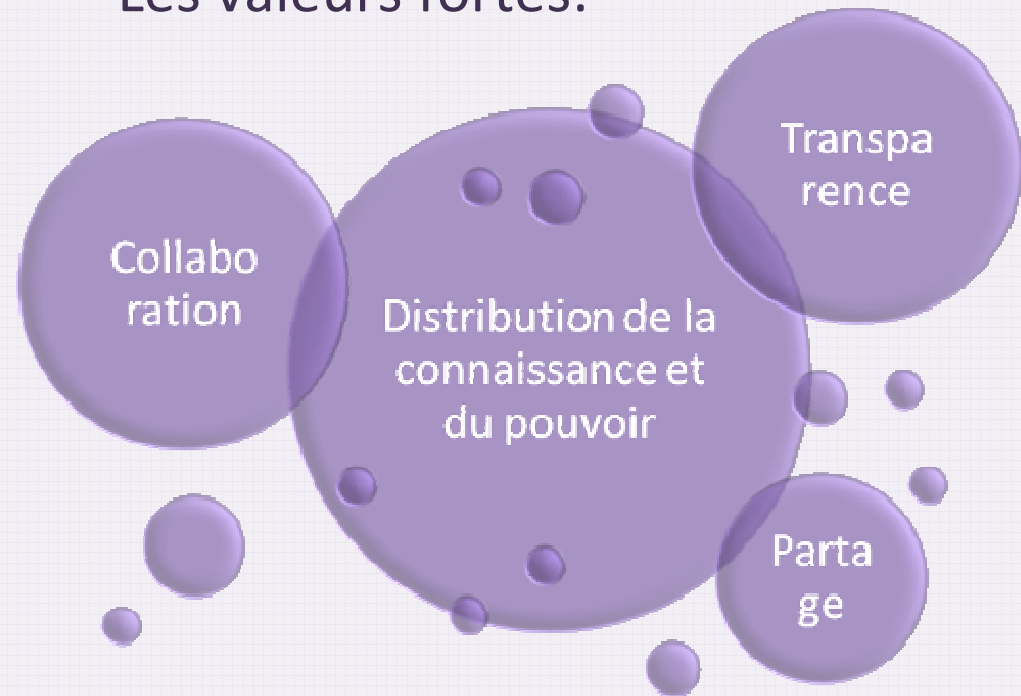 Les valeurs fortes:
Transpa
rence
Collabo
ration
Distribution de la
connaissance et
du pouvoir
Parta
ge